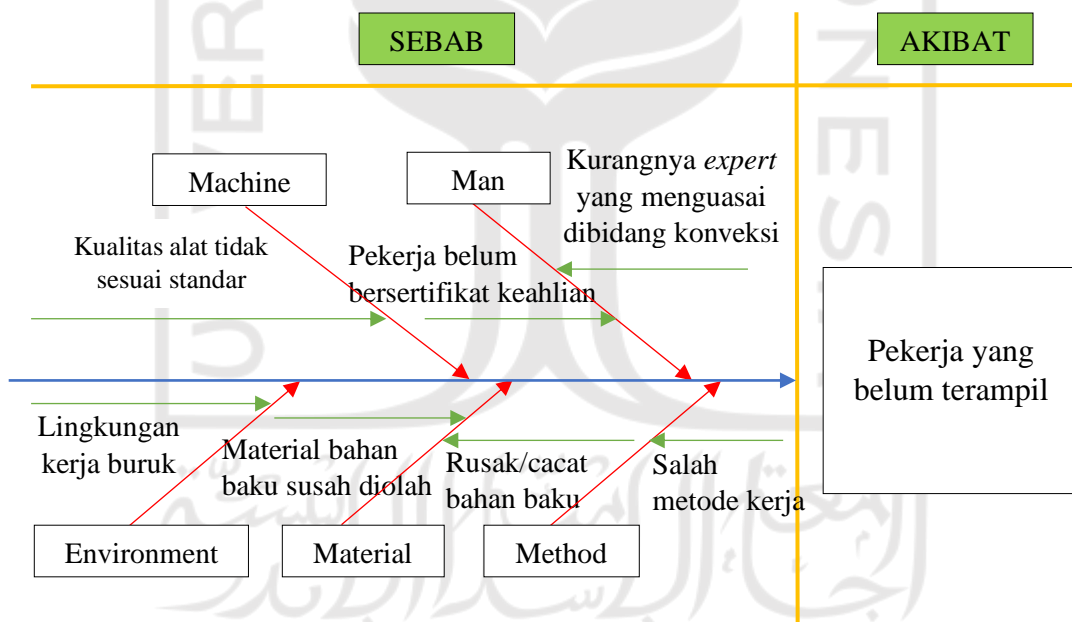 SEBAB
AKIBAT
Machine
Man
Kurangnya expert
yang menguasai
dibidang konveksi
Kualitas alat tidak
sesuai standar
Pekerja belum
bersertifikat keahlian
Pekerja yang
belum terampil
Lingkungan
kerja buruk
Material bahan
baku susah diolah
Rusak/cacat
bahan baku
Salah
metode kerja
Environment
Material
Method